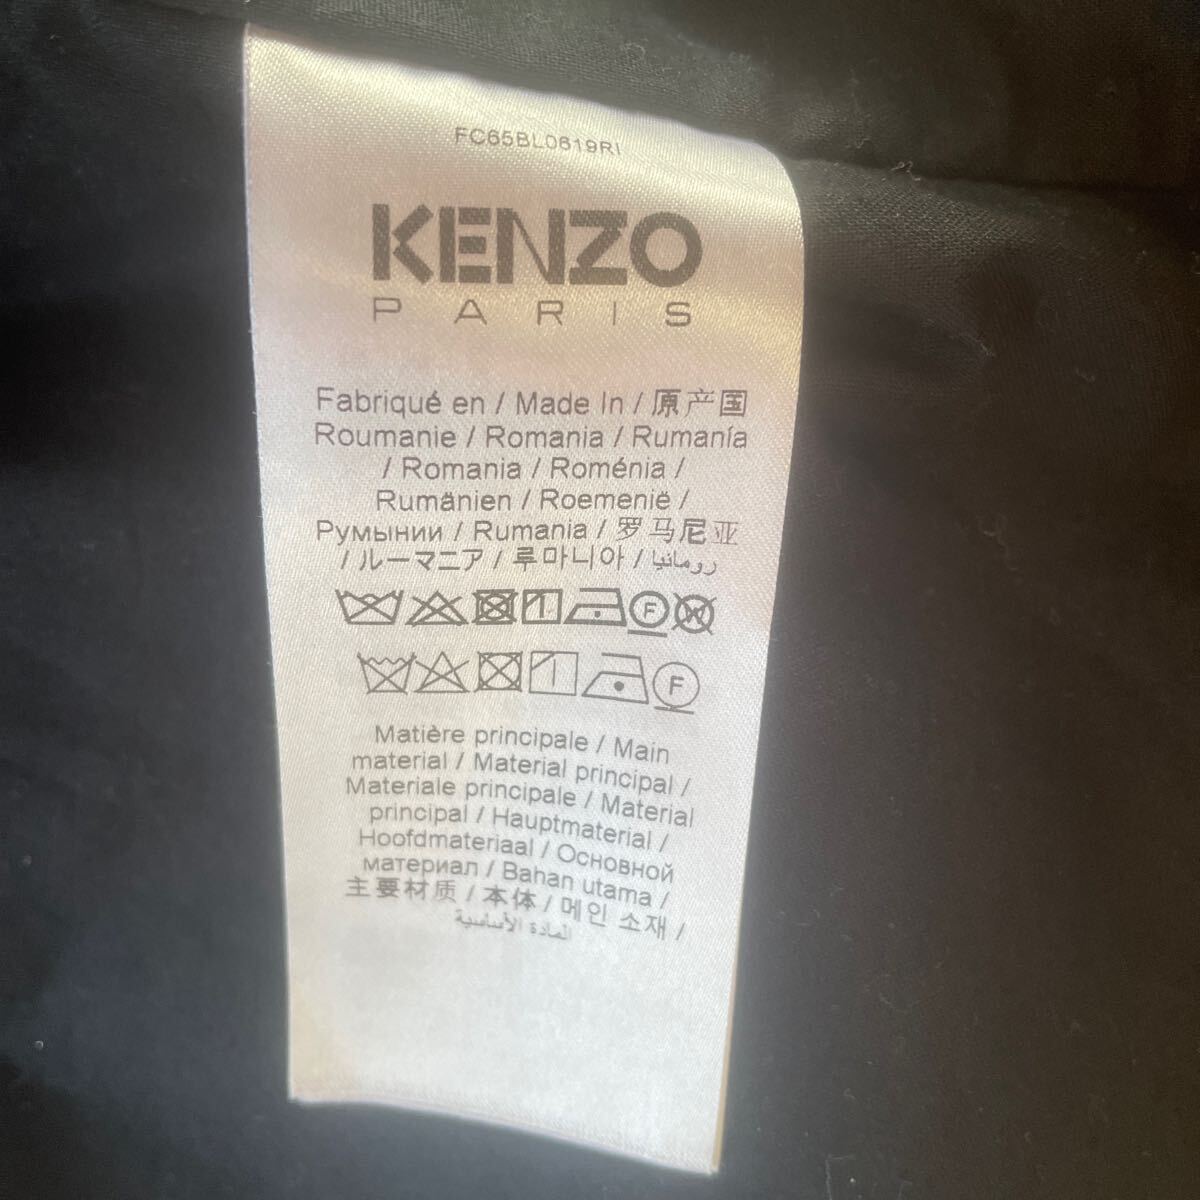 FC65BL0619RI
KENZO
PARIS
Fabriqué en / Made In / 原产国
Roumanie / Romania / Rumanía
/ Romania / Roménia /
Rumänien / Roemenië /
Румынии / Rumania / 罗马尼亚
/ ルーマニア / 루마니아 / رومانيا
F W
F
Matière principale / Main
material / Material principal /
Materiale principale / Material
principal / Hauptmaterial /
Hoofdmateriaal / Основной
материал / Bahan utama /
主要材质 / 本体 / 메인 소재 /
المادة الأساسية